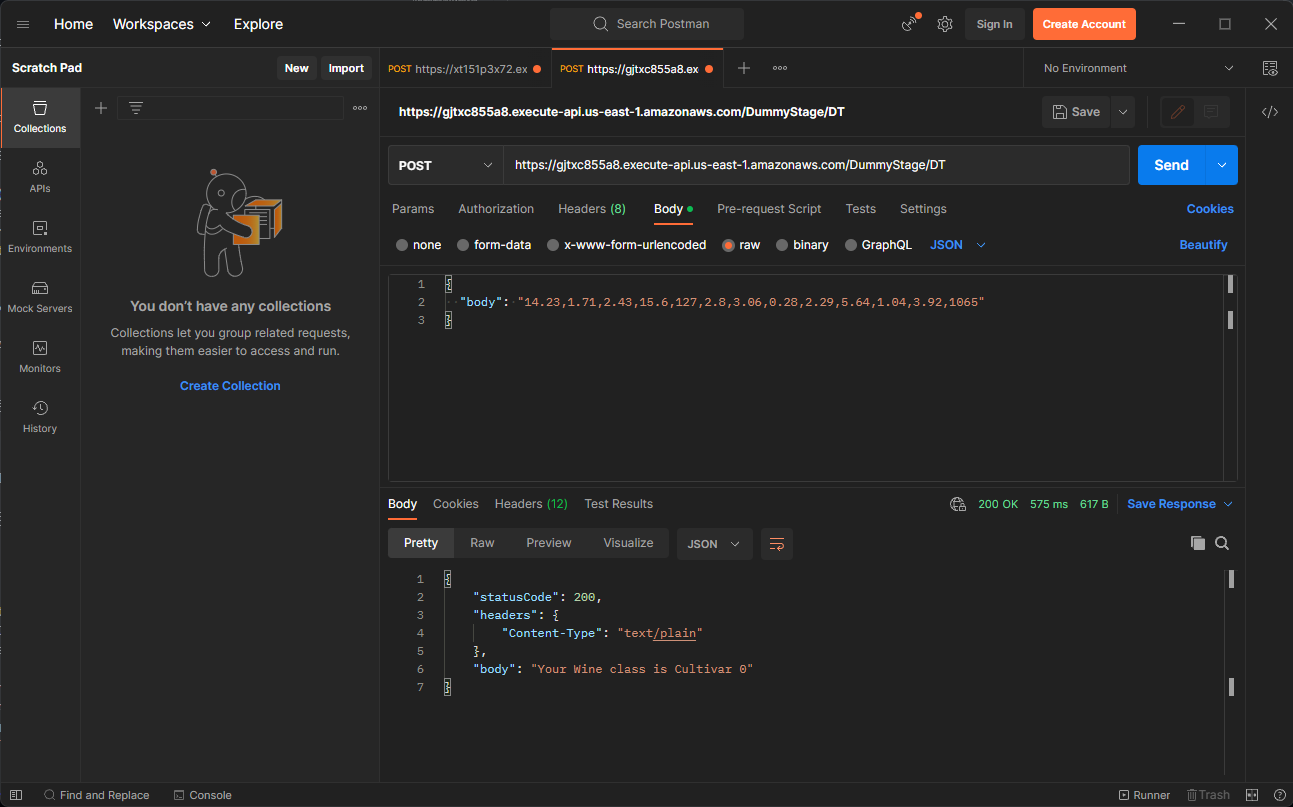 Home Workspaces Explore Search Postman Sign In Create Account
Scratch Pad New Import POST https://xt151p3x72.ex POST https://gjtxc855a8.ex No Environment
Collections
APIs
Environments
Mock Servers
Monitors
History
You don’t have any collections
Collections let you group related requests,
making them easier to access and run.
Create Collection
https://gjtxc855a8.execute-api.us-east-1.amazonaws.com/DummyStage/DT Save
POST https://gjtxc855a8.execute-api.us-east-1.amazonaws.com/DummyStage/DT Send
Params Authorization Headers (8) Body Pre-request Script Tests Settings Cookies
none form-data x-www-form-urlencoded raw binary GraphQL JSON Beautify
1 {
2 "body": "14.23,1.71,2.43,15.6,127,2.8,3.06,0.28,2.29,5.64,1.04,3.92,1065"
3 }
Body Cookies Headers (12) Test Results 200 OK 575 ms 617 B Save Response
Pretty Raw Preview Visualize JSON
1 {
2 "statusCode": 200,
3 "headers": {
4 "Content-Type": "text/plain"
5 },
6 "body": "Your Wine class is Cultivar 0"
7 }
Find and Replace Console Runner Trash